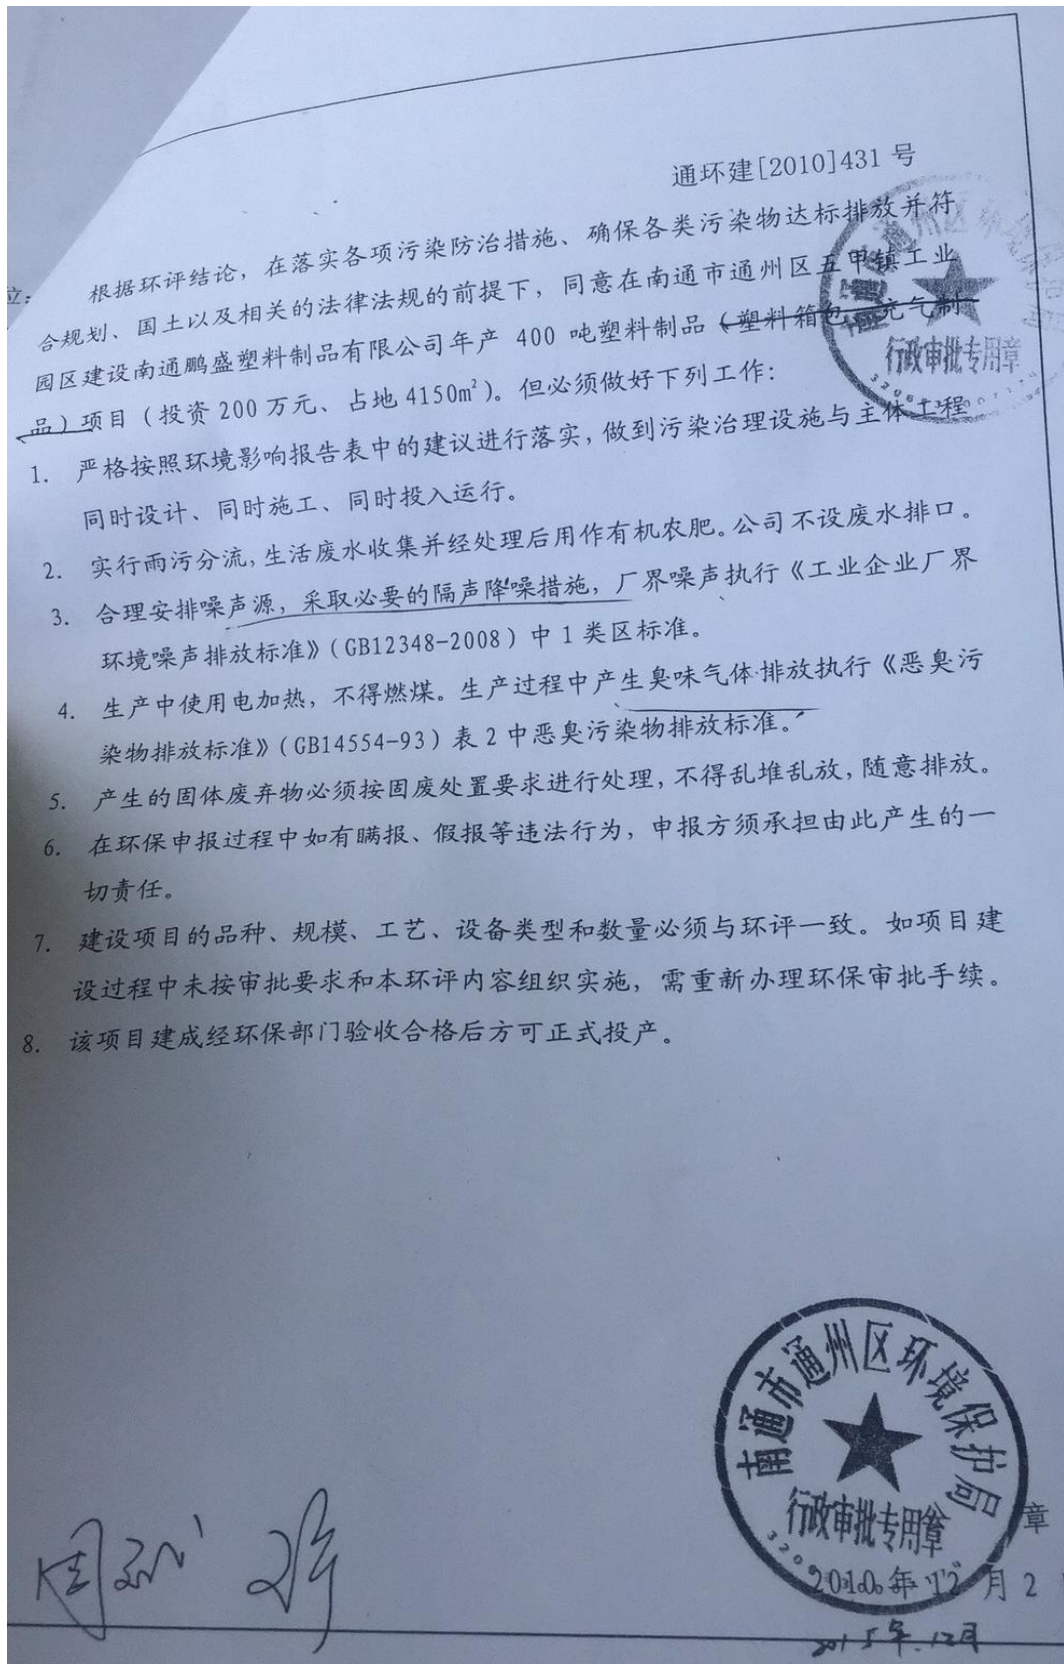 通环建[2010]431 号
立：
根据环评结论，在落实各项污染防治措施、确保各类污染物达标排放并符
合规划、国土以及相关的法律法规的前提下，同意在南通市通州区五甲镇工业
园区建设南通鹏盛塑料制品有限公司年产 400 吨塑料制品（塑料箱包、充气制
品）项目（投资 200 万元、占地 4150m²）。但必须做好下列工作：
行政审批专用章
1. 严格按照环境影响报告表中的建议进行落实，做到污染治理设施与主体工程
同时设计、同时施工、同时投入运行。
2. 实行雨污分流，生活废水收集并经处理后用作有机农肥。公司不设废水排口。
3. 合理安排噪声源，采取必要的隔声降噪措施，厂界噪声执行《工业企业厂界
环境噪声排放标准》（GB12348-2008）中 1 类区标准。
4. 生产中使用电加热，不得燃煤。生产过程中产生臭味气体排放执行《恶臭污
染物排放标准》（GB14554-93）表 2 中恶臭污染物排放标准。
5. 产生的固体废弃物必须按固废处置要求进行处理，不得乱堆乱放，随意排放。
6. 在环保申报过程中如有瞒报、假报等违法行为，申报方须承担由此产生的一
切责任。
7. 建设项目的品种、规模、工艺、设备类型和数量必须与环评一致。如项目建
设过程中未按审批要求和本环评内容组织实施，需重新办理环保审批手续。
8. 该项目建成经环保部门验收合格后方可正式投产。
南通市通州区环境保护局
行政审批专用章
章
2010 年 12 月 2
2015年.12月